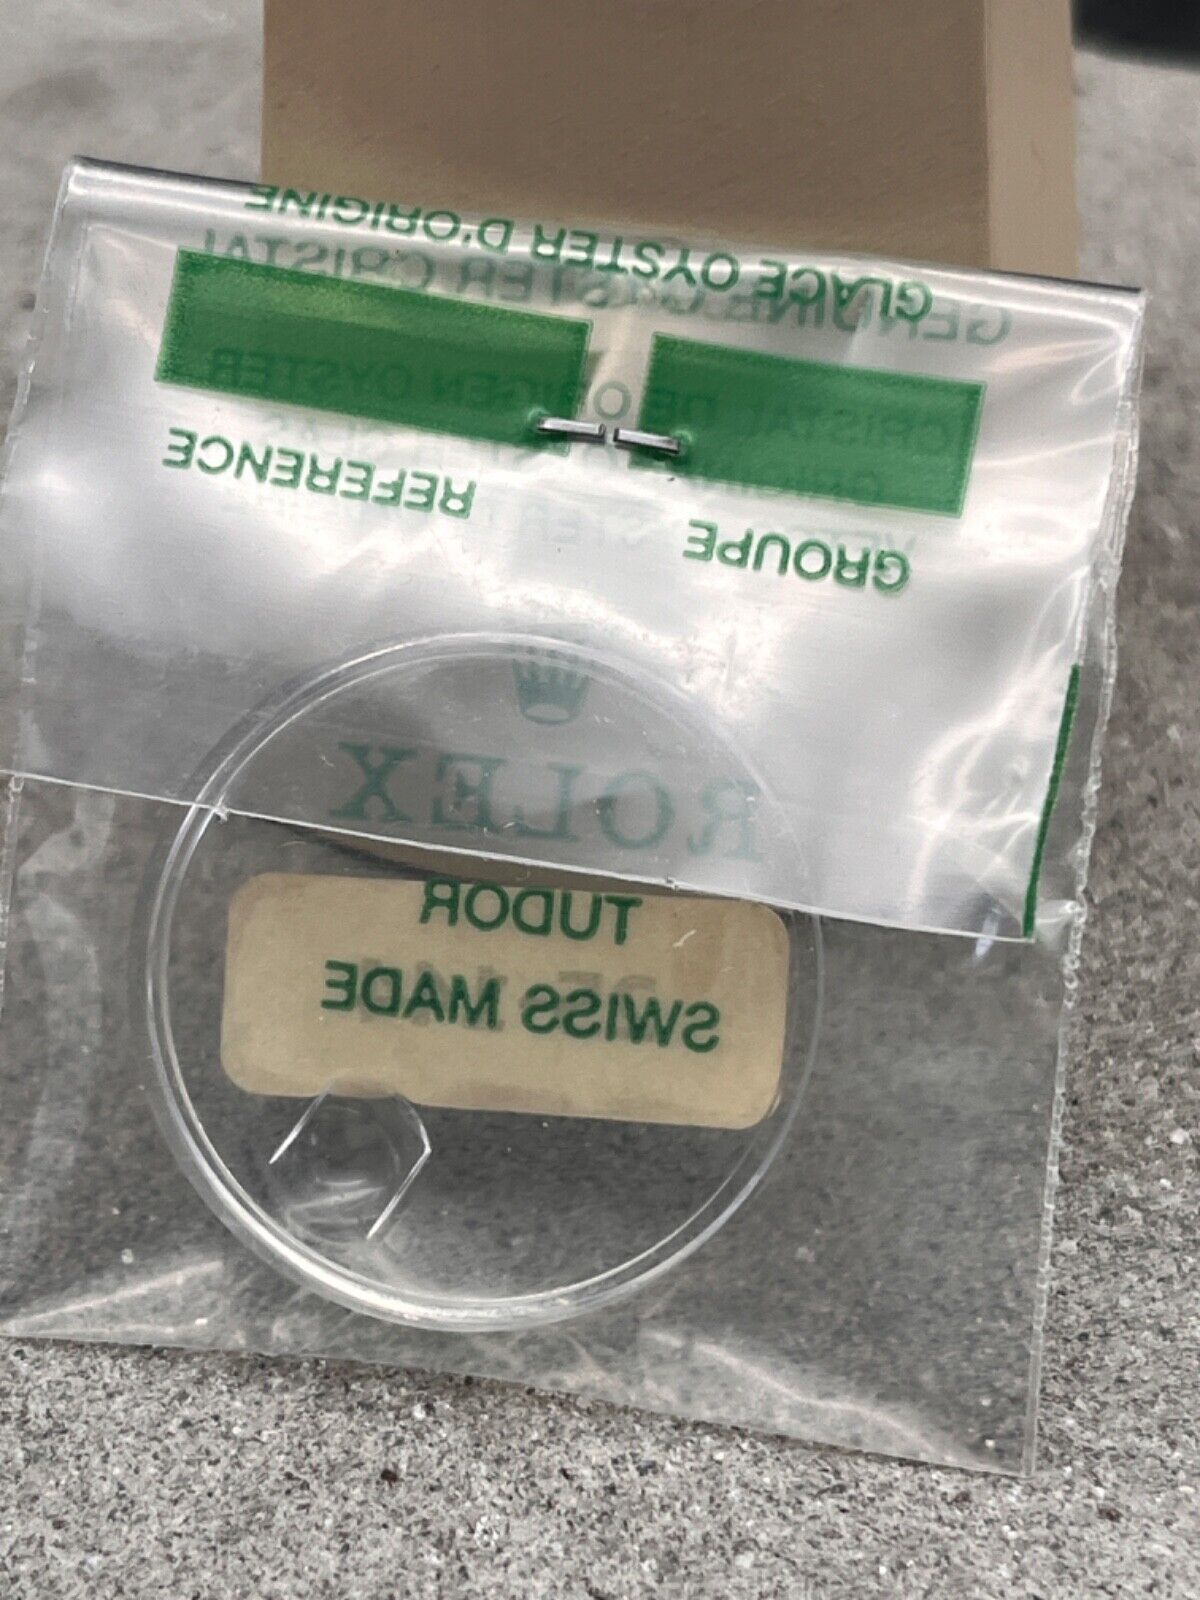 GLACE OYSTER D'ORIGINE
GENUINE OYSTER CRISTAL
CRISTAL DE ORIGEN OYSTER
GROUPE REFERENCE
ROLEX
TUDOR
SWISS MADE